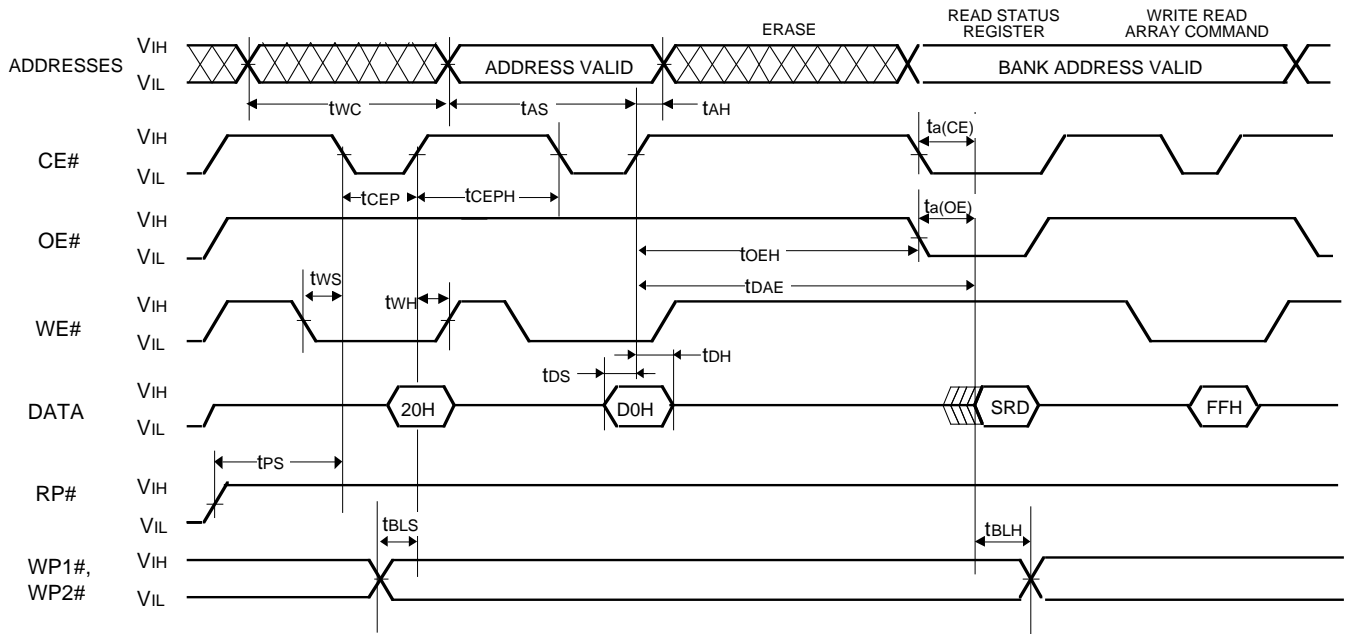 ERASE
READ STATUS
REGISTER
WRITE READ
ARRAY COMMAND
ADDRESSES
VIH
VIL
ADDRESS VALID
BANK ADDRESS VALID
tWC
tAS
tAH
CE#
VIH
VIL
ta(CE)
tCEP
tCEPH
OE#
VIH
VIL
ta(OE)
tOEH
tDAE
WE#
VIH
VIL
tWS
tWH
tDH
tDS
DATA
VIH
VIL
20H
D0H
SRD
FFH
tPS
RP#
VIH
VIL
tBLS
tBLH
WP1#,
WP2#
VIH
VIL